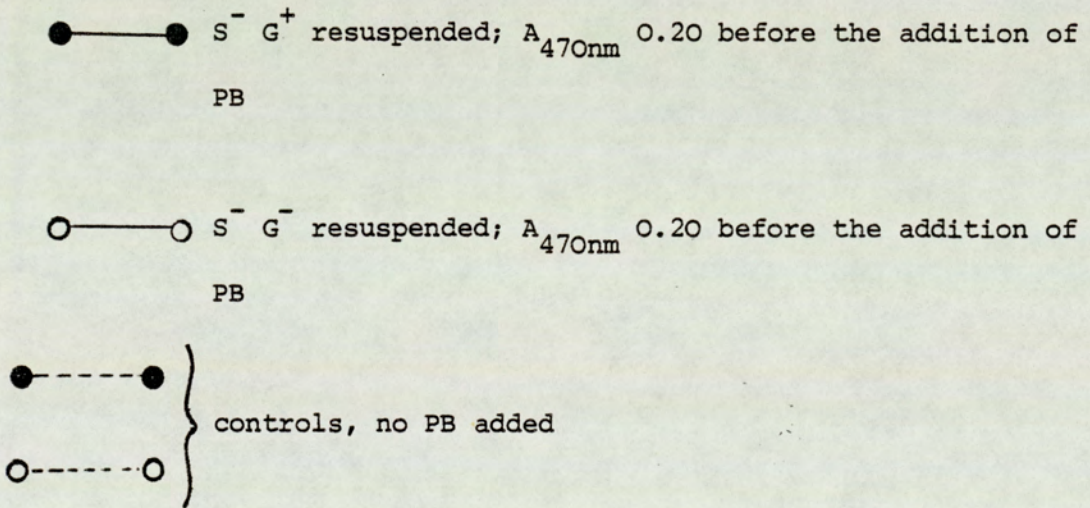 S⁻ G⁺ resuspended; A₄₇₀nm 0.20 before the addition of
PB
S⁻ G⁻ resuspended; A₄₇₀nm 0.20 before the addition of
PB
controls, no PB added